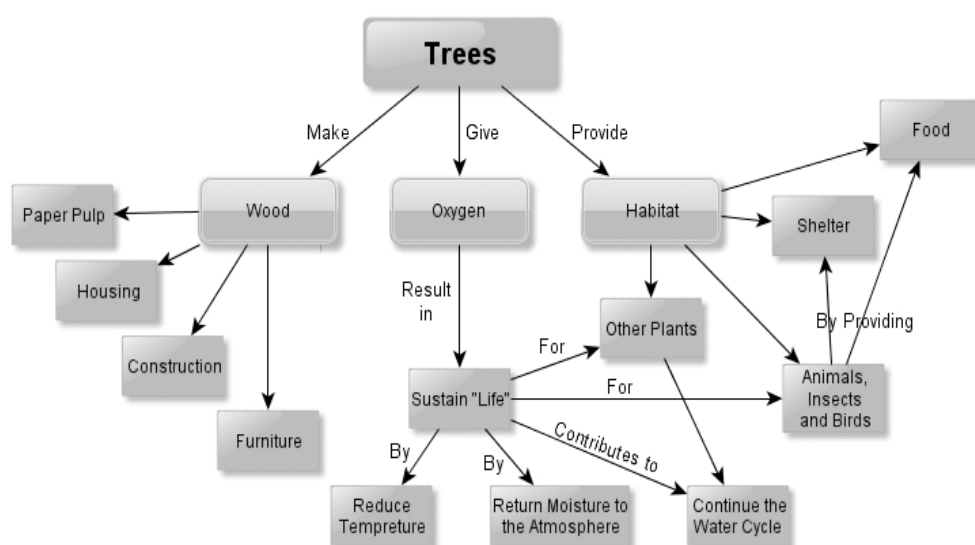 Trees
Make
Give
Provide
Food
Paper Pulp
Wood
Oxygen
Habitat
Shelter
Housing
Result
in
Other Plants
By Providing
Construction
For
Sustain "Life"
For
Animals,
Insects
and Birds
Furniture
By
By
Contributes to
Reduce
Tempreture
Return Moisture to
the Atmosphere
Continue the
Water Cycle